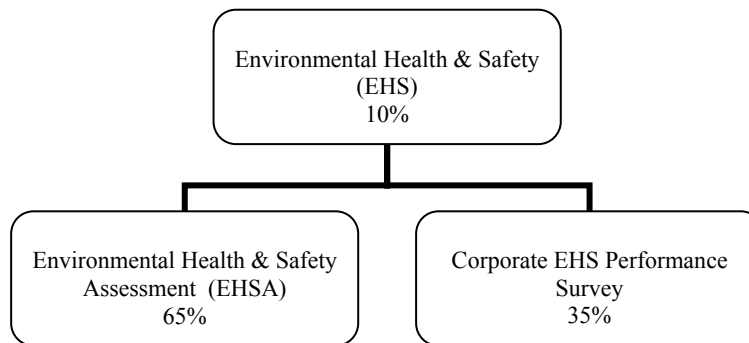 Environmental Health & Safety
(EHS)
10%
Environmental Health & Safety
Assessment (EHSA)
65%
Corporate EHS Performance
Survey
35%